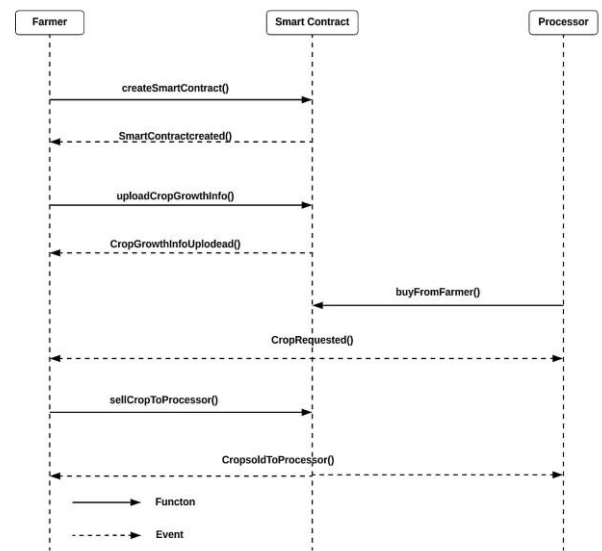 Farmer
Smart Contract
Processor
createSmartContract()
SmartContractcreated()
uploadCropGrowthInfo()
CropGrowthInfoUplodead()
buyFromFarmer()
CropRequested()
sellCropToProcessor()
CropsoldToProcessor()
Functon
Event